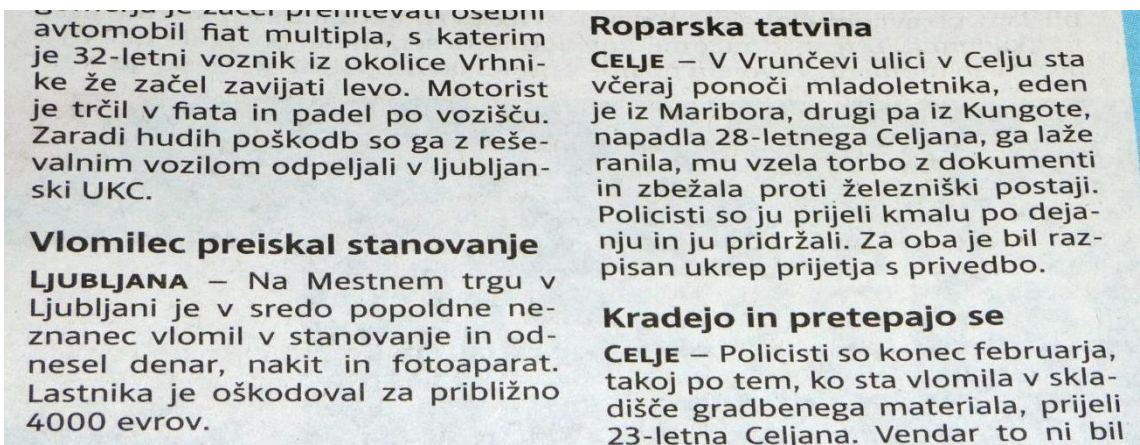 je začel prehitevati osebni
avtomobil fiat multipla, s katerim
je 32-letni voznik iz okolice Vrhni-
ke že začel zavijati levo. Motorist
je trčil v fiata in padel po vozišču.
Zaradi hudih poškodb so ga z reše-
valnim vozilom odpeljali v ljubljan-
ski UKC.
Vlomilec preiskal stanovanje
LJUBLJANA – Na Mestnem trgu v
Ljubljani je v sredo popoldne ne-
znanec vlomil v stanovanje in od-
nesel denar, nakit in fotoaparat.
Lastnika je oškodoval za približno
4000 evrov.
Roparska tatvina
CELJE – V Vrunčevi ulici v Celju sta
včeraj ponoči mladoletnika, eden
je iz Maribora, drugi pa iz Kungote,
napadla 28-letnega Celjana, ga laže
ranila, mu vzela torbo z dokumenti
in zbežala proti železniški postaji.
Policisti so ju prijeli kmalu po deja-
nju in ju pridržali. Za oba je bil raz-
pisan ukrep prijetja s privedbo.
Kradejo in pretepajo se
CELJE – Policisti so konec februarja,
takoj po tem, ko sta vlomila v skla-
dišče gradbenega materiala, prijeli
23-letna Celjana. Vendar to ni bil